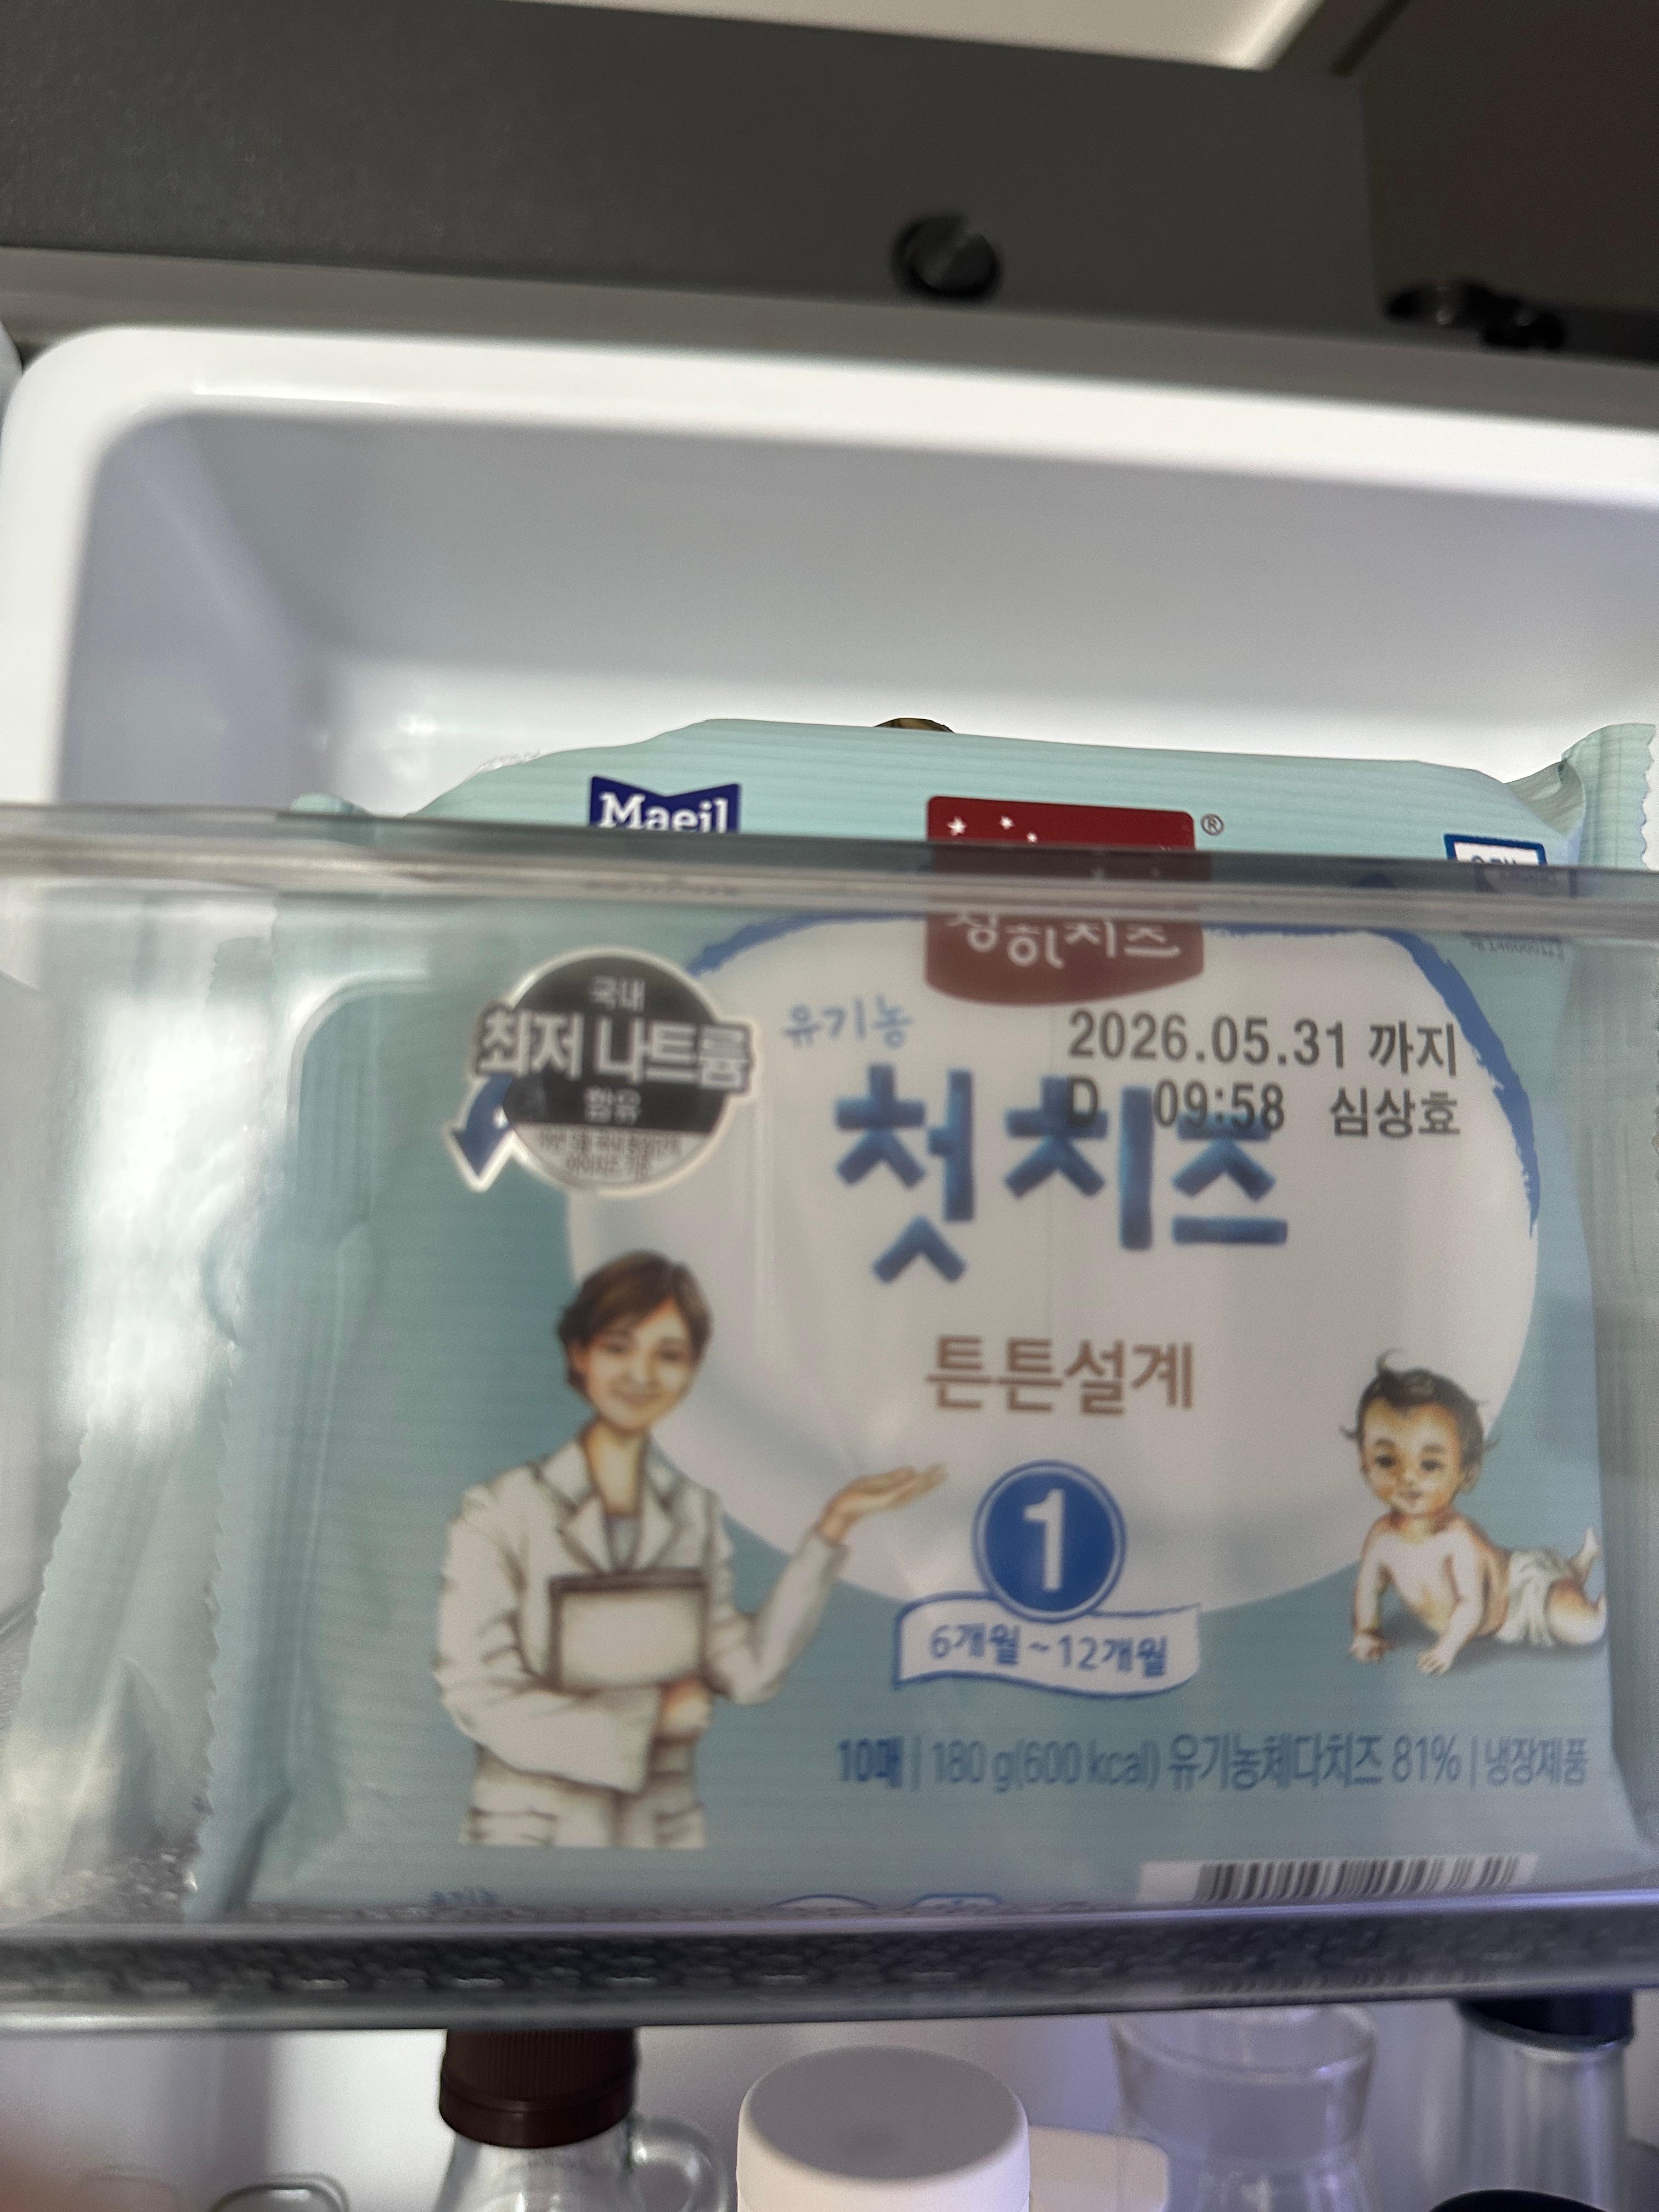 Maeil
®
상하치즈
국내
최저 나트륨
함유
유기농
첫치즈
2026.05.31 까지
D 09:58 심상효
튼튼설계
1
6개월~12개월
10매 | 180 g(600 kcal) 유기농체다치즈 81% | 냉장제품
유기농